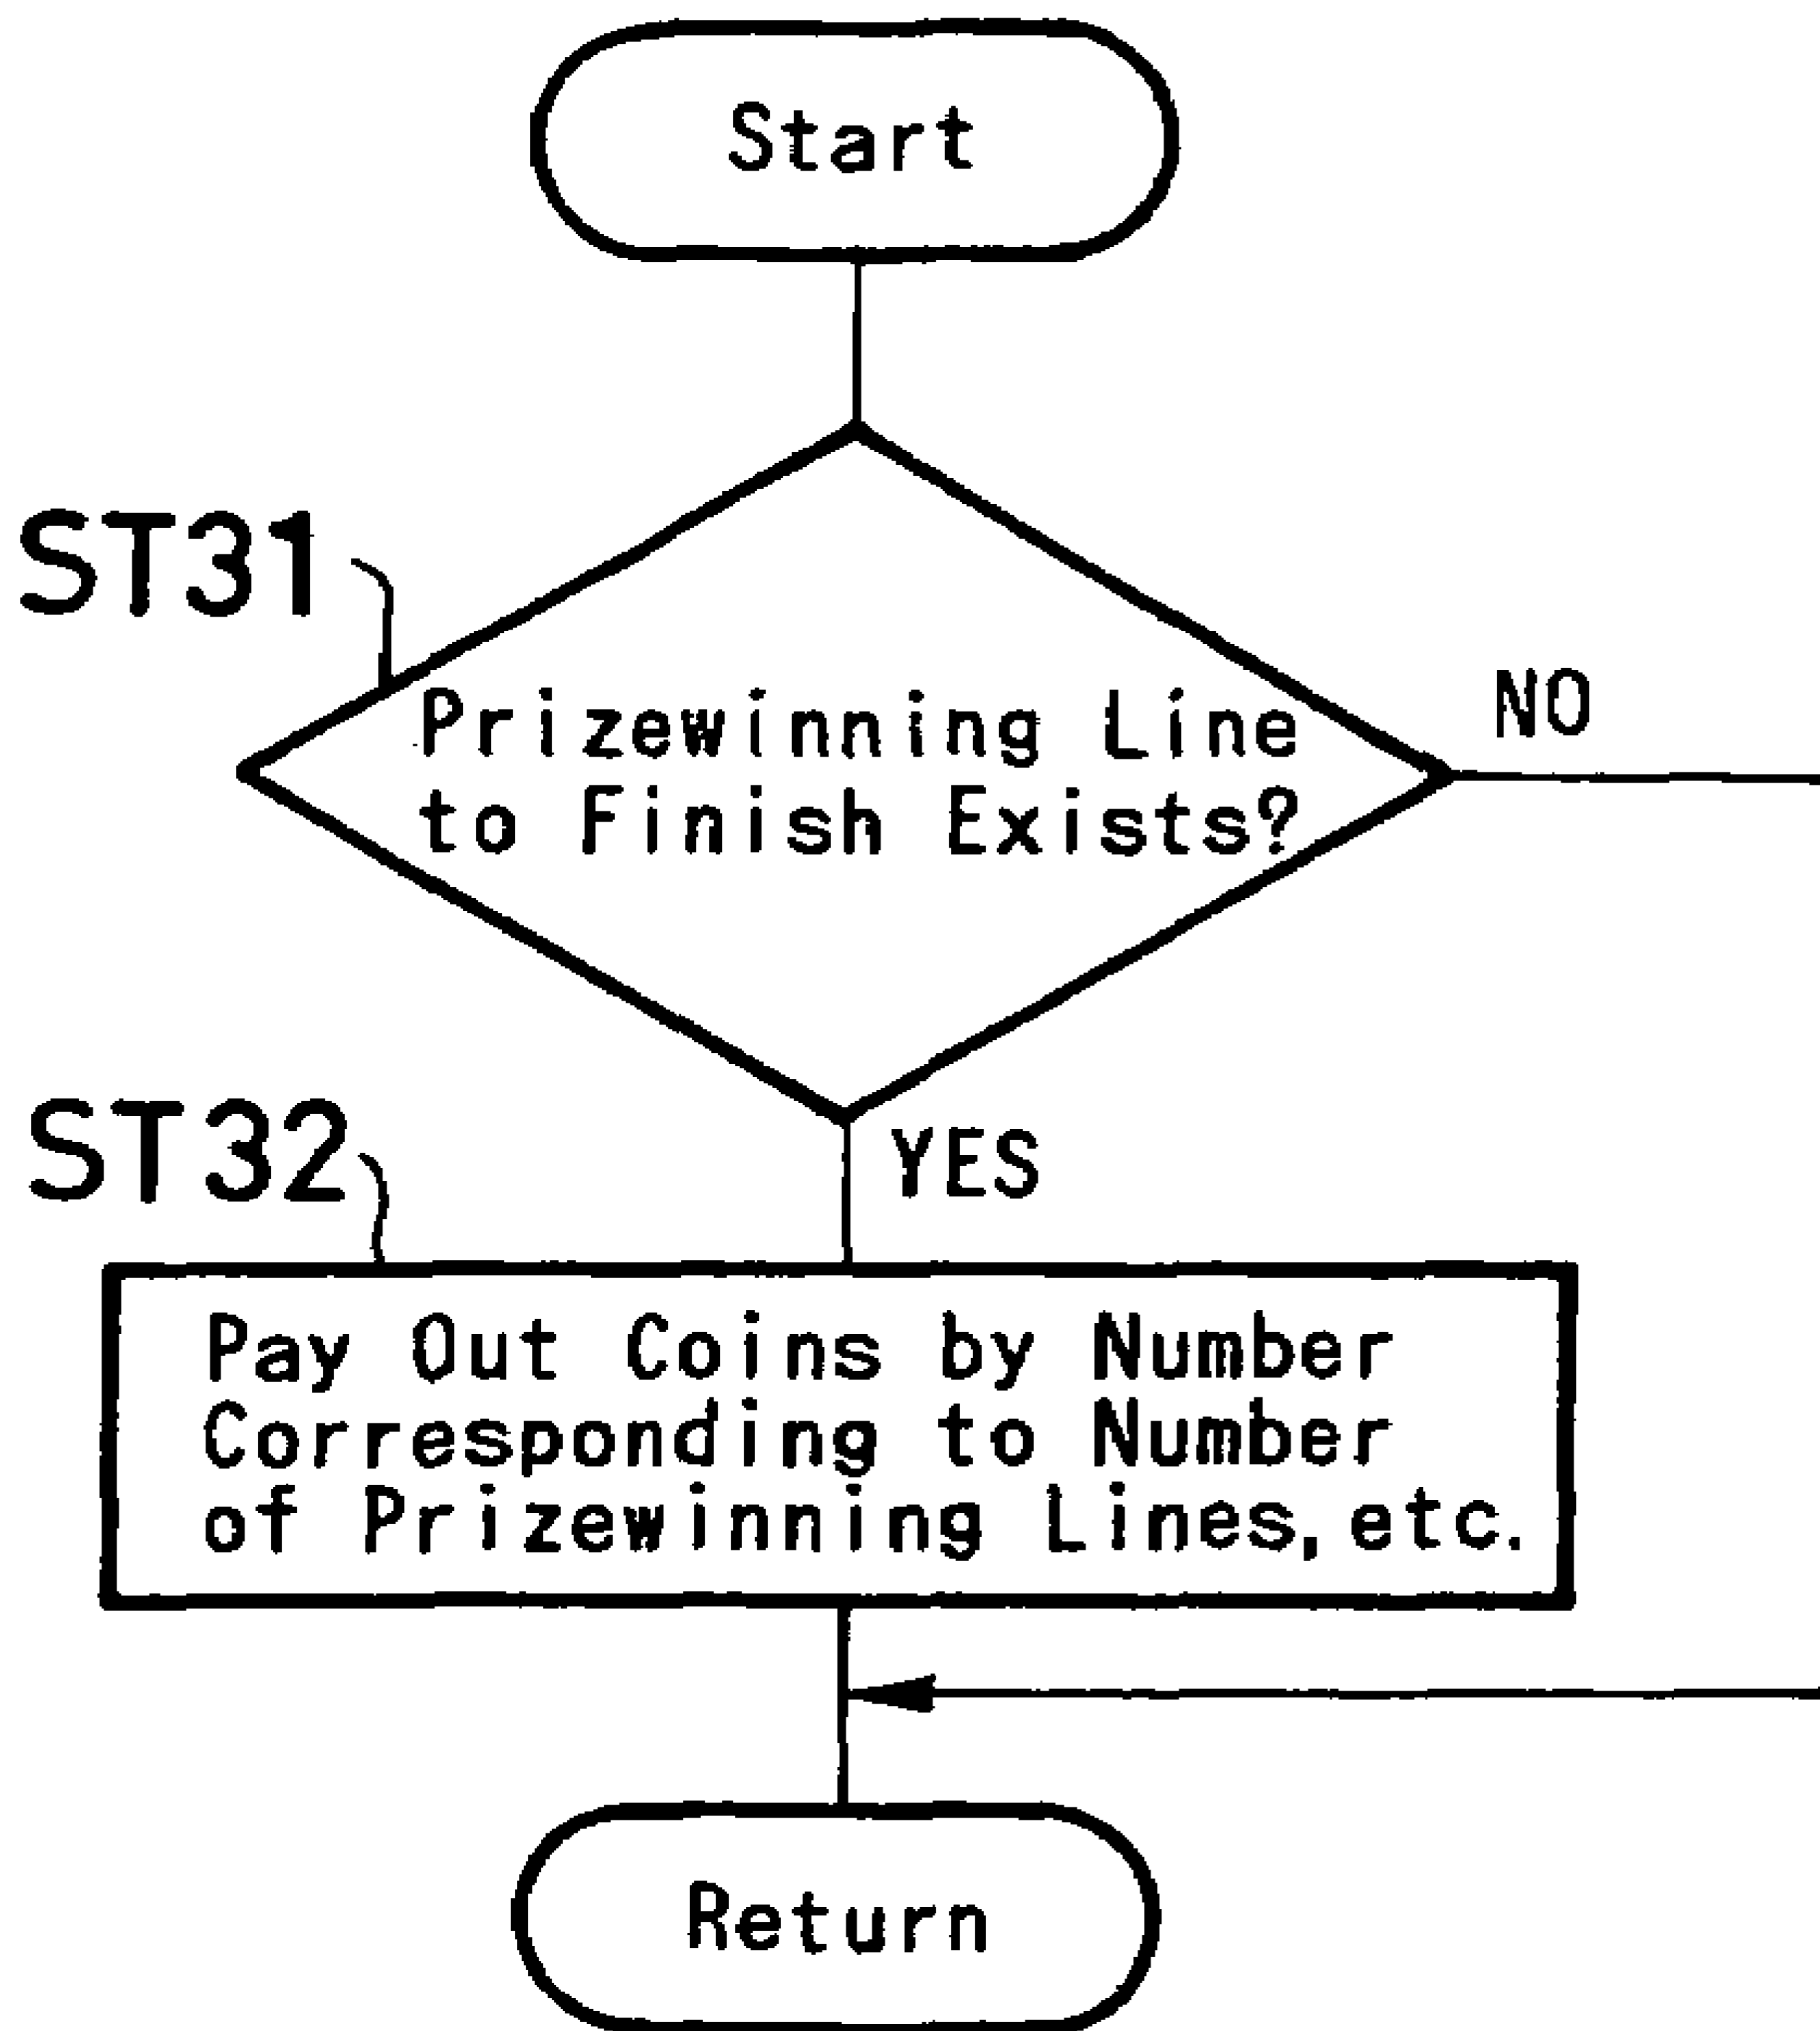 Start
ST31
Prizewinning Line
to Finish Exists?
NO
YES
ST32
Pay Out Coins by Number
Corresponding to Number
of Prizewinning Lines, etc.
Return